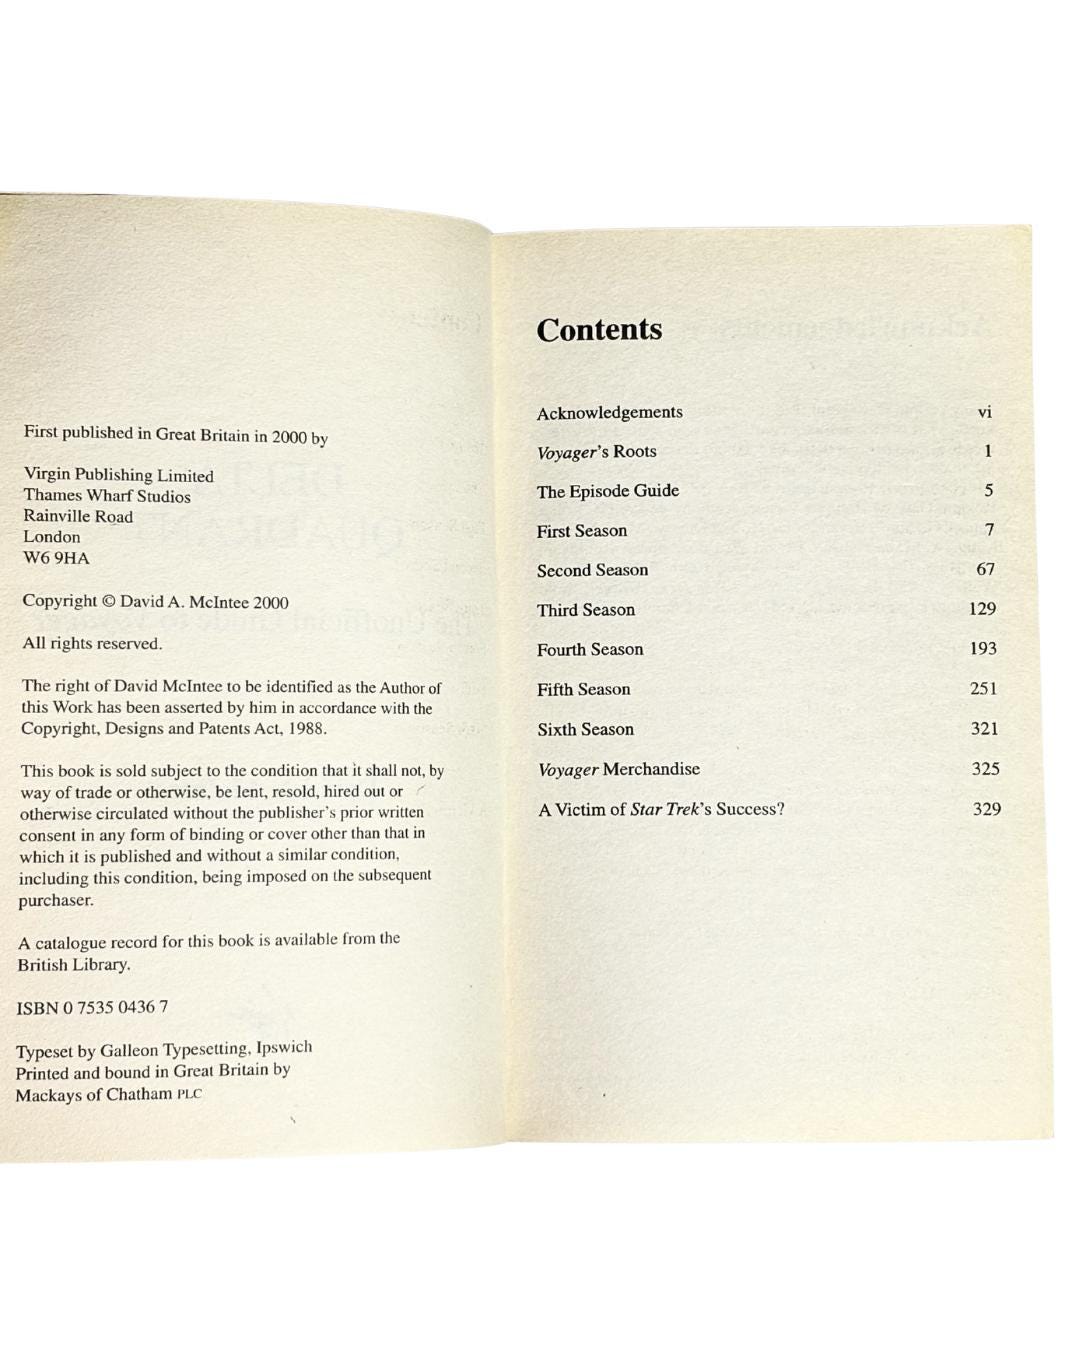 First published in Great Britain in 2000 by
Virgin Publishing Limited
Thames Wharf Studios
Rainville Road
London
W6 9HA
Copyright © David A. McIntee 2000
All rights reserved.
The right of David McIntee to be identified as the Author of
this Work has been asserted by him in accordance with the
Copyright, Designs and Patents Act, 1988.
This book is sold subject to the condition that it shall not, by
way of trade or otherwise, be lent, resold, hired out or
otherwise circulated without the publisher's prior written
consent in any form of binding or cover other than that in
which it is published and without a similar condition,
including this condition, being imposed on the subsequent
purchaser.
A catalogue record for this book is available from the
British Library.
ISBN 0 7535 0436 7
Typeset by Galleon Typesetting, Ipswich
Printed and bound in Great Britain by
Mackays of Chatham PLC
Contents
Acknowledgements vi
Voyager's Roots 1
The Episode Guide 5
First Season 7
Second Season 67
Third Season 129
Fourth Season 193
Fifth Season 251
Sixth Season 321
Voyager Merchandise 325
A Victim of Star Trek's Success? 329